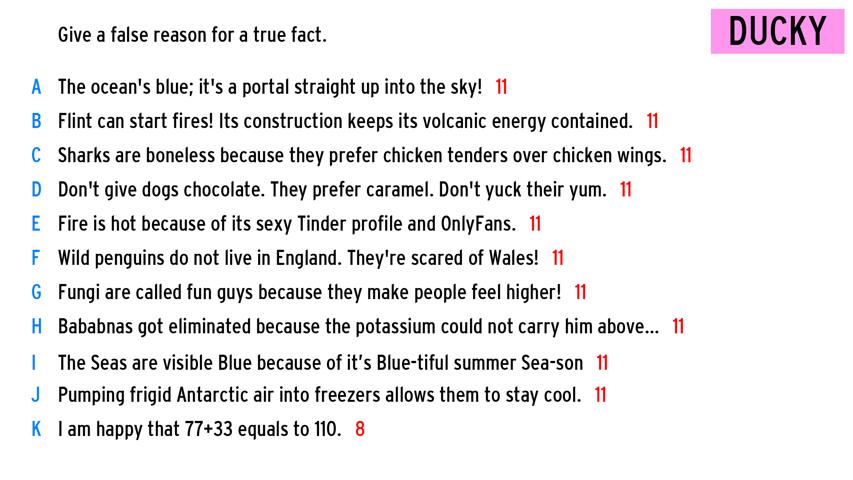 Give a false reason for a true fact.
DUCKY
A The ocean's blue; it's a portal straight up into the sky! 11
B Flint can start fires! Its construction keeps its volcanic energy contained. 11
C Sharks are boneless because they prefer chicken tenders over chicken wings. 11
D Don't give dogs chocolate. They prefer caramel. Don't yuck their yum. 11
E Fire is hot because of its sexy Tinder profile and OnlyFans. 11
F Wild penguins do not live in England. They're scared of Wales! 11
G Fungi are called fun guys because they make people feel higher! 11
H Bababnas got eliminated because the potassium could not carry him above... 11
I The Seas are visible Blue because of it’s Blue-tiful summer Sea-son 11
J Pumping frigid Antarctic air into freezers allows them to stay cool. 11
K I am happy that 77+33 equals to 110. 8